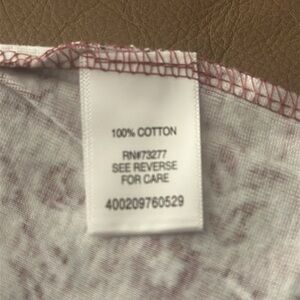 100% COTTON
RN#73277
SEE REVERSE
FOR CARE
400209760529